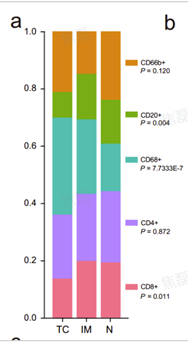 a
b
1.0
0.8
0.6
0.4
0.2
0.0
TC IM N
CD66b+
P = 0.120
CD20+
P = 0.004
CD68+
P = 7.7333E-7
CD4+
P = 0.872
CD8+
P = 0.011